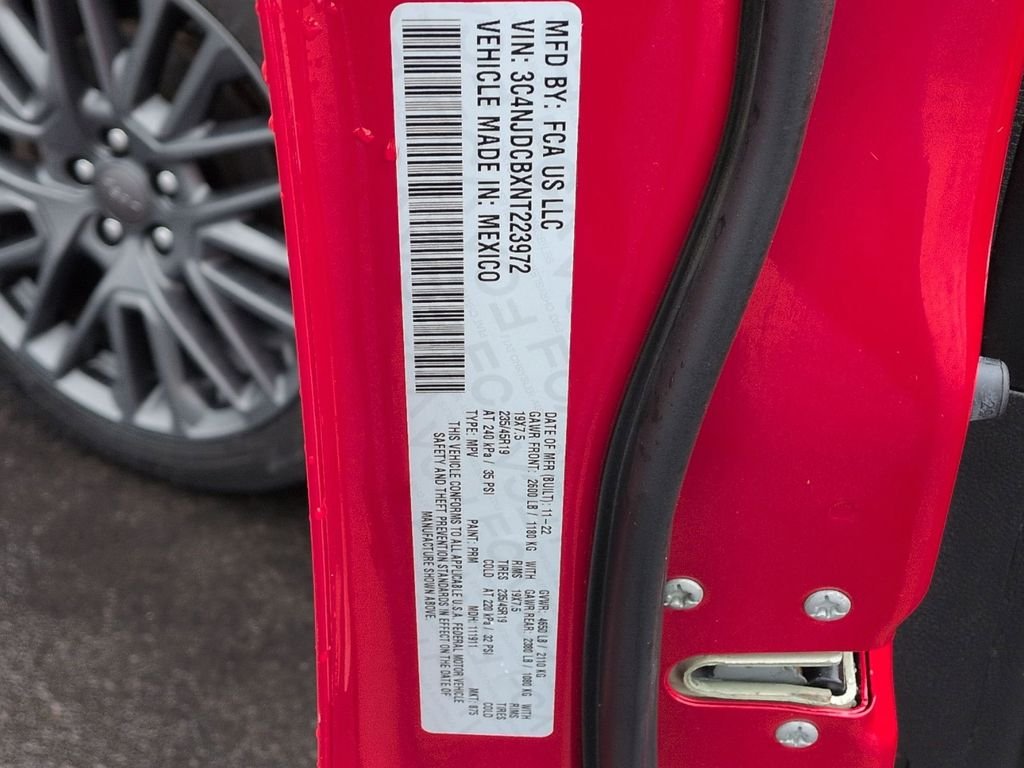 MFD BY: FCA US LLC
VIN: 3C4NJDCBXNT223972
VEHICLE MADE IN: MEXICO
DATE OF MFR (BUILT): 11-22 GVWR: 4650 LB / 2110 KG
GAWR FRONT: 2600 LB / 1180 KG WITH GAWR REAR: 2380 LB / 1080 KG WITH
19X7.5 RIMS 19X7.5 RIMS
235/45R19 TIRES 235/45R19 TIRES
AT 240 kPa / 35 PSI COLD AT 220 kPa / 32 PSI COLD
TYPE: MPV PAINT: PRM MDH: 111911 MKT: 875
THIS VEHICLE CONFORMS TO ALL APPLICABLE U.S.A. FEDERAL MOTOR VEHICLE
SAFETY AND THEFT PREVENTION STANDARDS IN EFFECT ON THE DATE OF
MANUFACTURE SHOWN ABOVE.